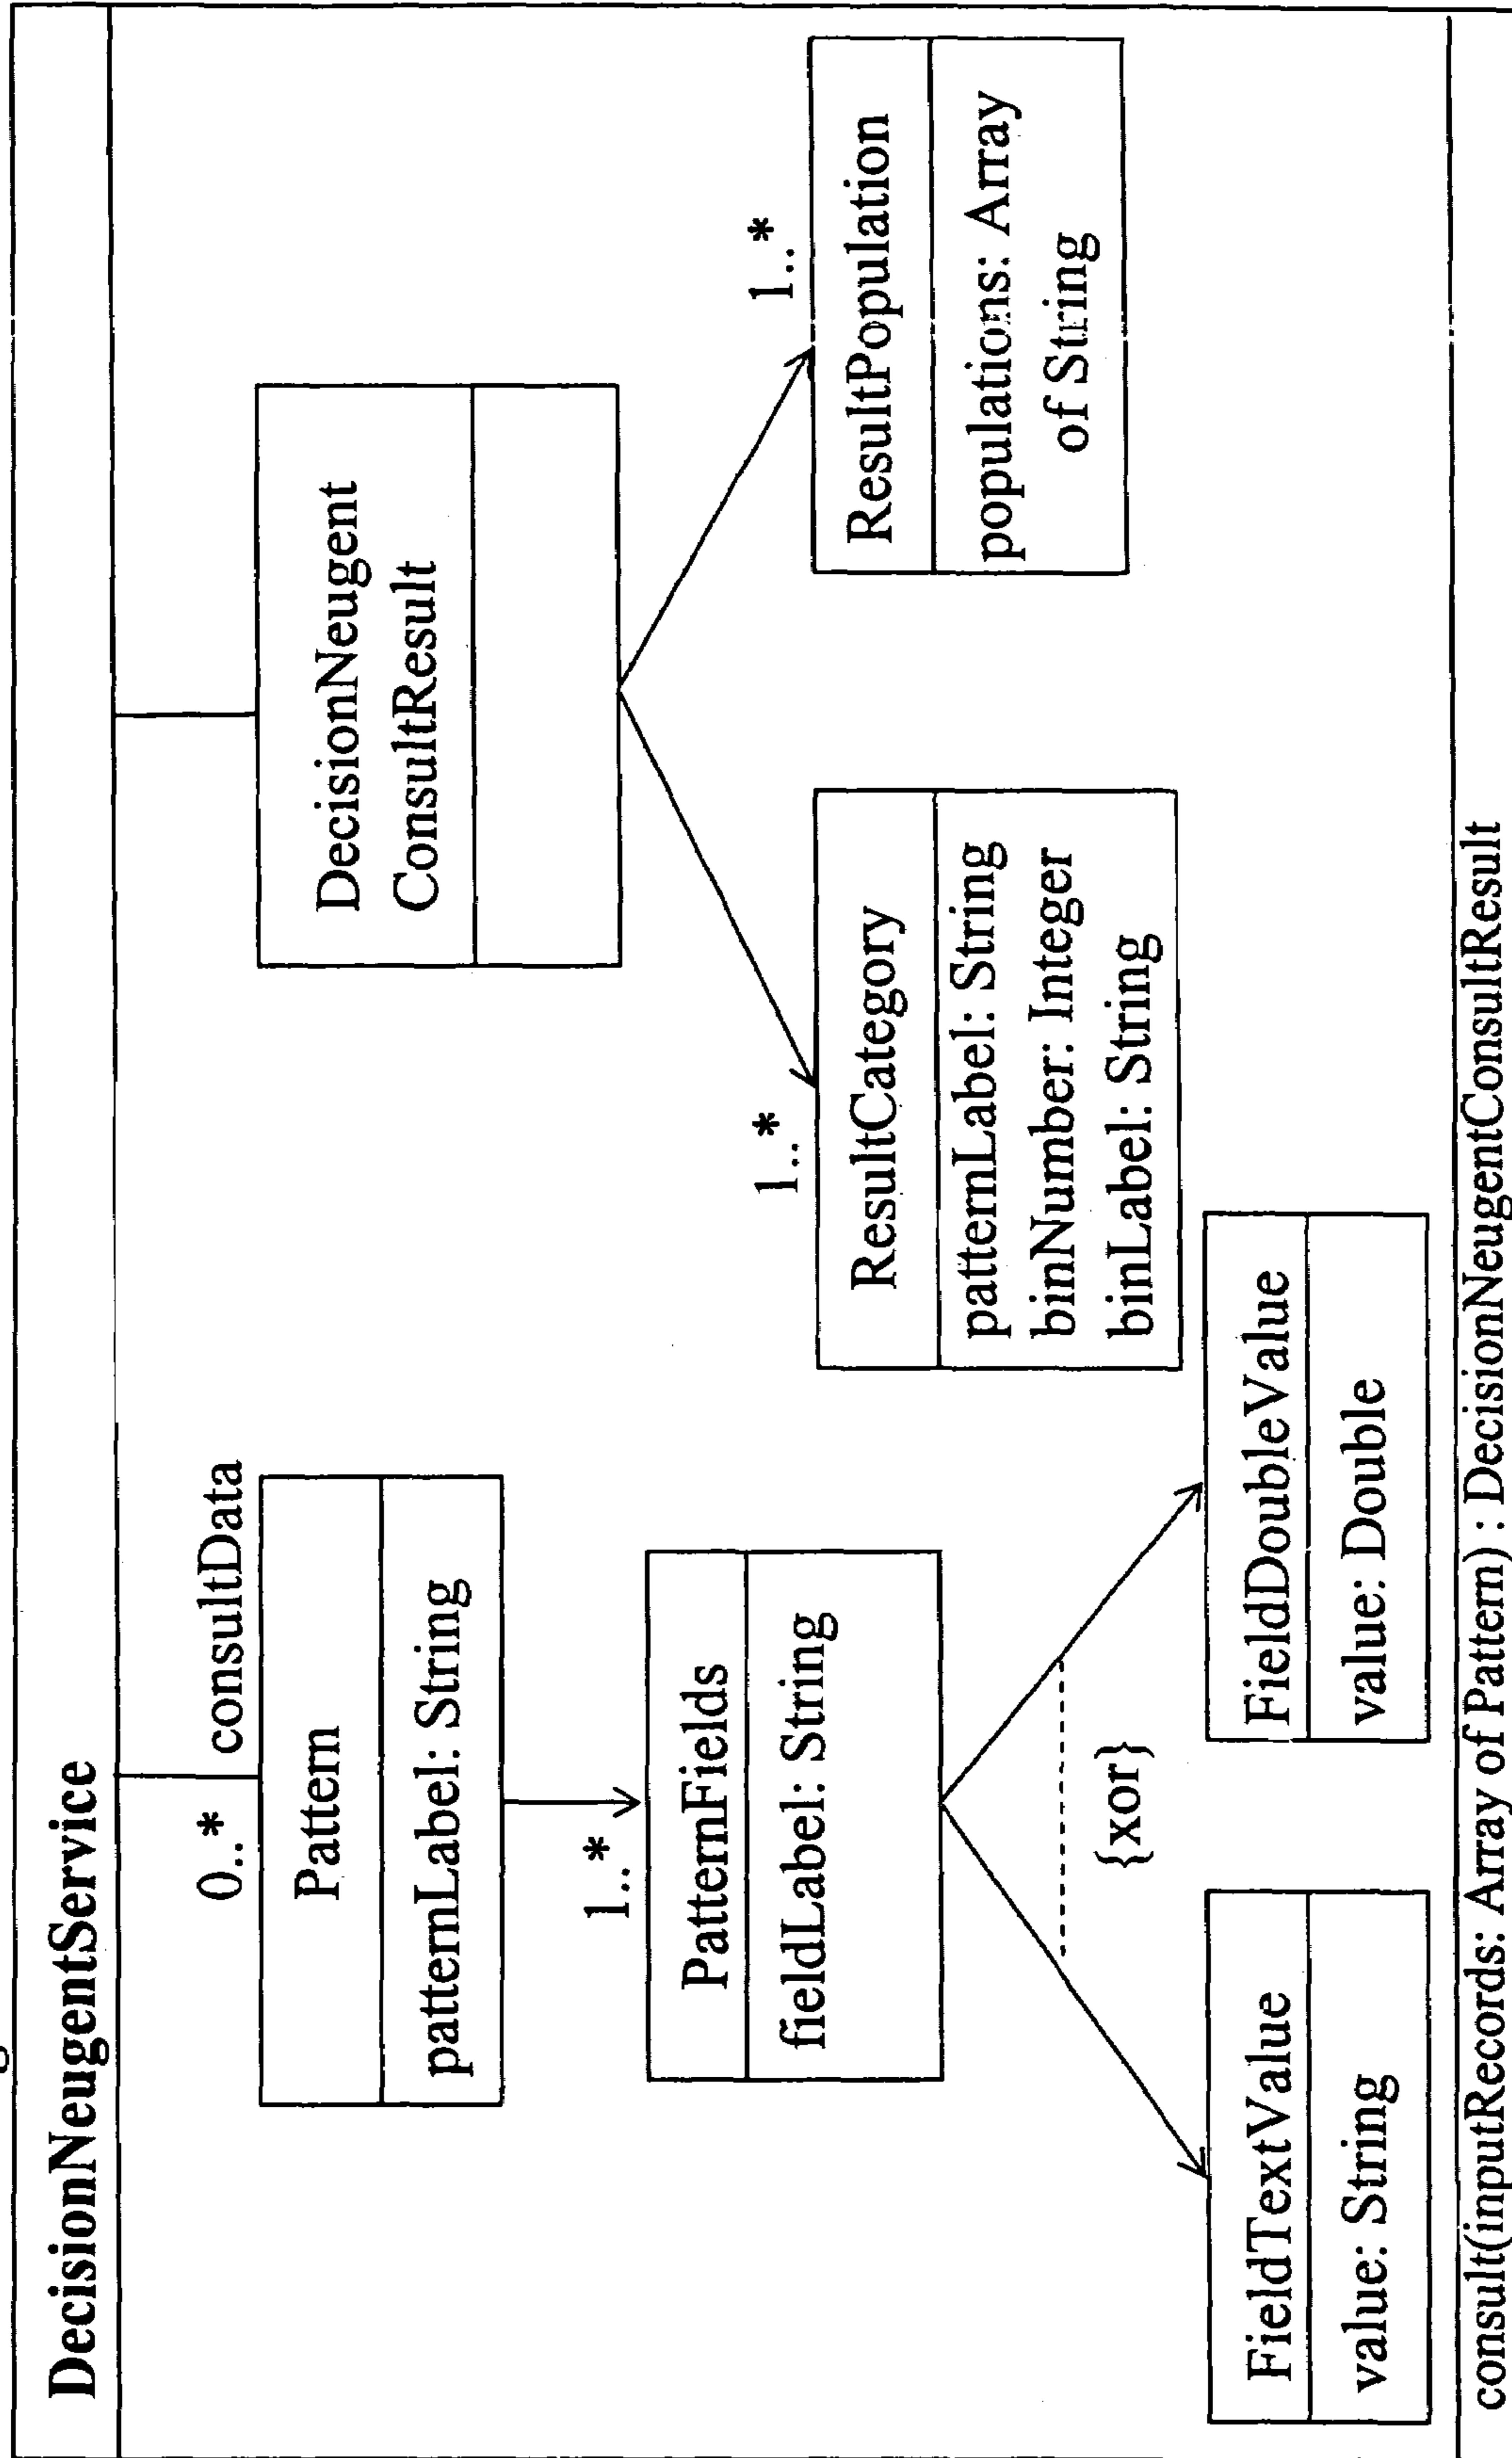 DecisionNeugentService
0..*
consultData
Pattern
patternLabel: String
1..*
PatternFields
fieldLabel: String
{xor}
FieldTextValue
value: String
FieldDoubleValue
value: Double
DecisionNeugent
ConsultResult
1..*
ResultCategory
patternLabel: String
binNumber: Integer
binLabel: String
1..*
ResultPopulation
populations: Array
of String
consult(inputRecords: Array of Pattern) : DecisionNeugentConsultResult